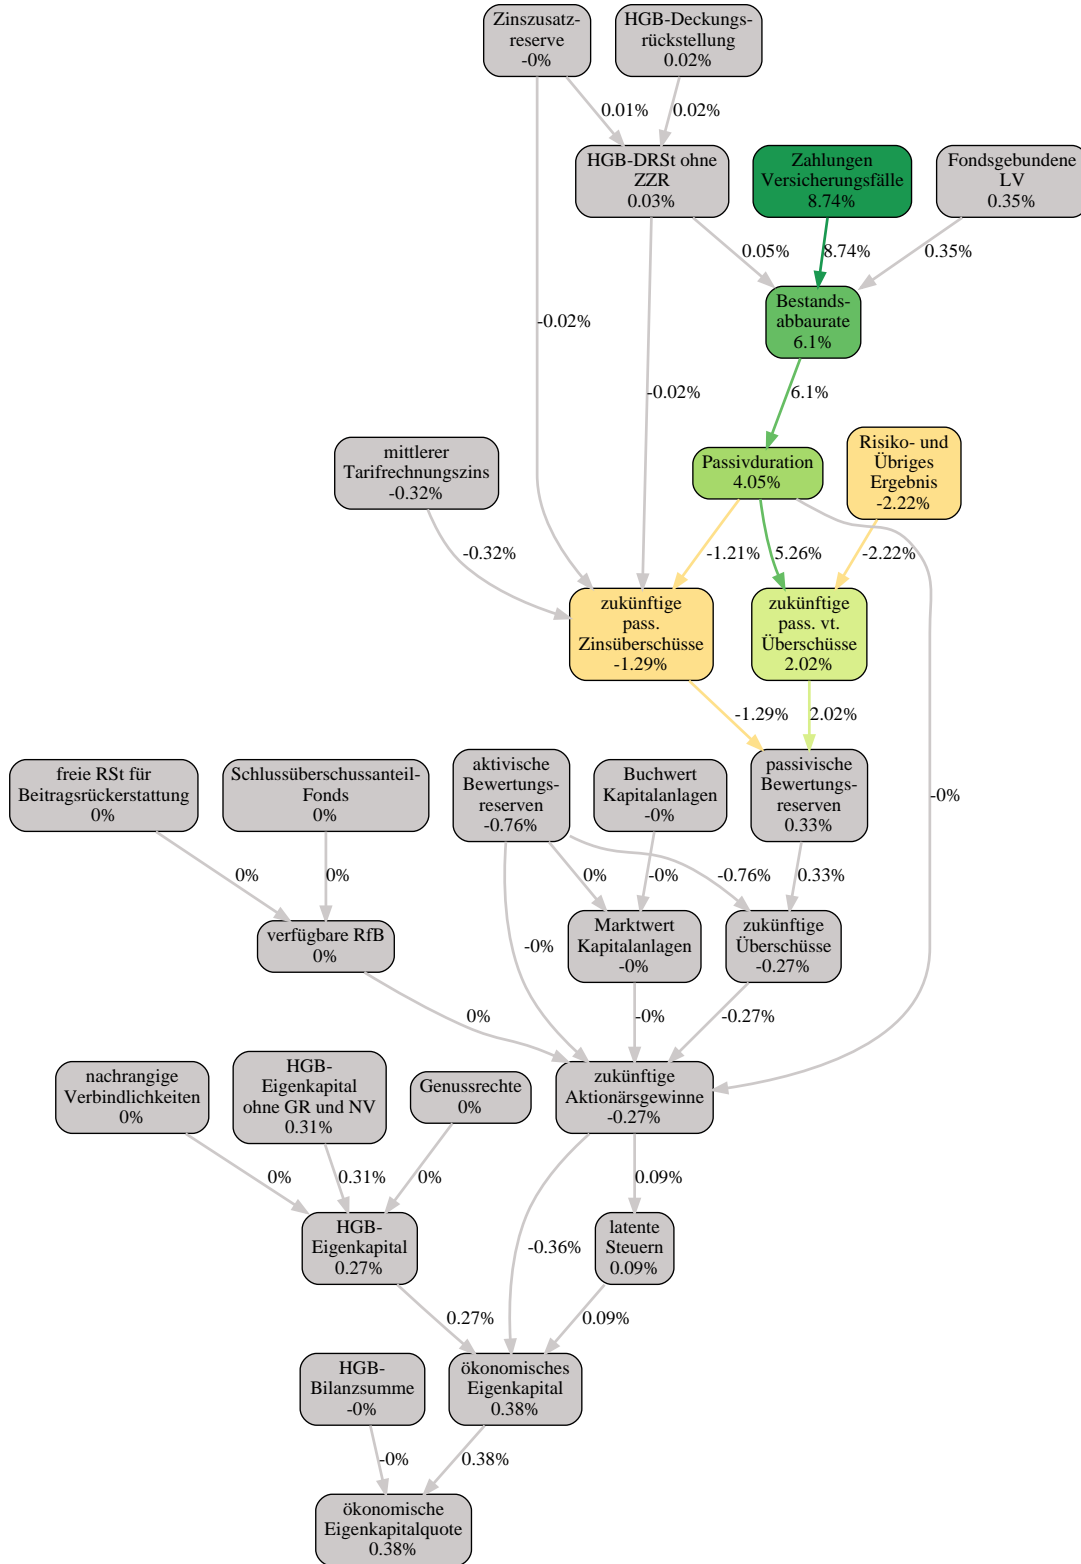 Zinszusatz-
reserve
-0%
HGB-Deckungs-
rückstellung
0.02%
0.01%
0.02%
HGB-DRSt ohne
ZZR
0.03%
Zahlungen
Versicherungsfälle
8.74%
Fondsgebundene
LV
0.35%
0.05%
8.74%
0.35%
Bestands-
abbaurate
6.1%
-0.02%
-0.02%
6.1%
mittlerer
Tarifrechnungszins
-0.32%
Passivduration
4.05%
Risiko- und
Übriges
Ergebnis
-2.22%
-0.32%
-1.21%
5.26%
-2.22%
zukünftige
pass.
Zinsüberschüsse
-1.29%
zukünftige
pass. vt.
Überschüsse
2.02%
-1.29%
2.02%
freie RSt für
Beitragsrückerstattung
0%
Schlussüberschussanteil-
Fonds
0%
aktivische
Bewertungs-
reserven
-0.76%
Buchwert
Kapitalanlagen
-0%
passivische
Bewertungs-
reserven
0.33%
-0%
0%
0%
0%
-0%
-0.76%
0.33%
verfügbare RfB
0%
-0%
Marktwert
Kapitalanlagen
-0%
zukünftige
Überschüsse
-0.27%
0%
-0%
-0.27%
nachrangige
Verbindlichkeiten
0%
HGB-
Eigenkapital
ohne GR und NV
0.31%
Genussrechte
0%
zukünftige
Aktionärsgewinne
-0.27%
0%
0.31%
0%
0.09%
HGB-
Eigenkapital
0.27%
-0.36%
latente
Steuern
0.09%
0.27%
0.09%
HGB-
Bilanzsumme
-0%
ökonomisches
Eigenkapital
0.38%
-0%
0.38%
ökonomische
Eigenkapitalquote
0.38%